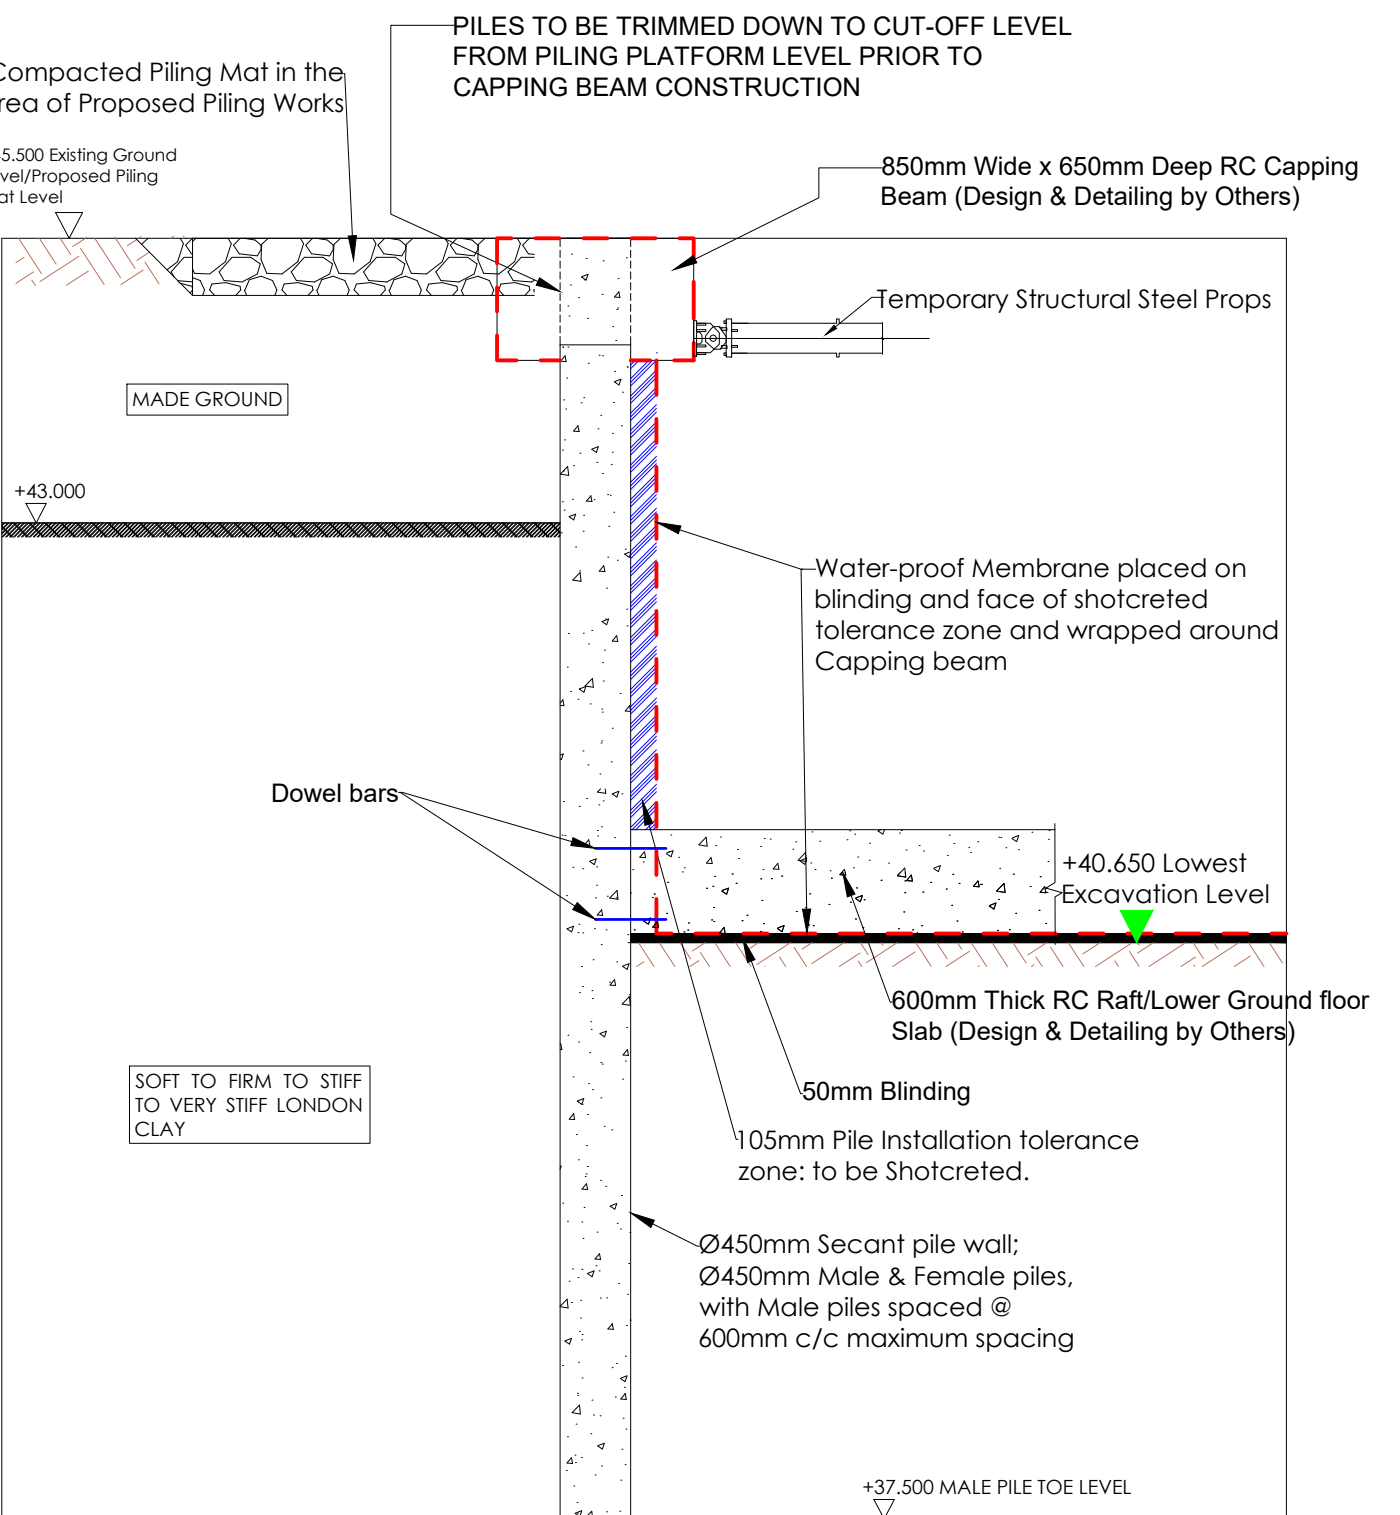 PILES TO BE TRIMMED DOWN TO CUT-OFF LEVEL
FROM PILING PLATFORM LEVEL PRIOR TO
CAPPING BEAM CONSTRUCTION
Compacted Piling Mat in the
rea of Proposed Piling Works
5.500 Existing Ground
vel/Proposed Piling
at Level
850mm Wide x 650mm Deep RC Capping
Beam (Design & Detailing by Others)
Temporary Structural Steel Props
MADE GROUND
+43.000
Water-proof Membrane placed on
blinding and face of shotcreted
tolerance zone and wrapped around
Capping beam
Dowel bars
+40.650 Lowest
Excavation Level
600mm Thick RC Raft/Lower Ground floor
Slab (Design & Detailing by Others)
50mm Blinding
SOFT TO FIRM TO STIFF
TO VERY STIFF LONDON
CLAY
105mm Pile Installation tolerance
zone: to be Shotcreted.
Ø450mm Secant pile wall;
Ø450mm Male & Female piles,
with Male piles spaced @
600mm c/c maximum spacing
+37.500 MALE PILE TOE LEVEL